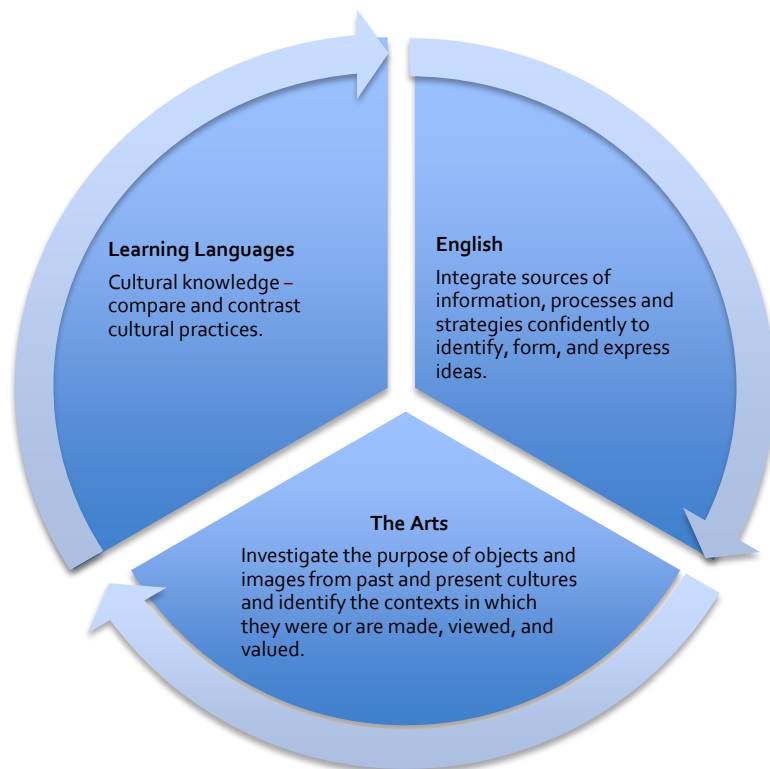 Learning Languages
Cultural knowledge –
compare and contrast
cultural practices.
English
Integrate sources of
information, processes and
strategies confidently to
identify, form, and express
ideas.
The Arts
Investigate the purpose of objects and
images from past and present cultures
and identify the contexts in which
they were or are made, viewed, and
valued.